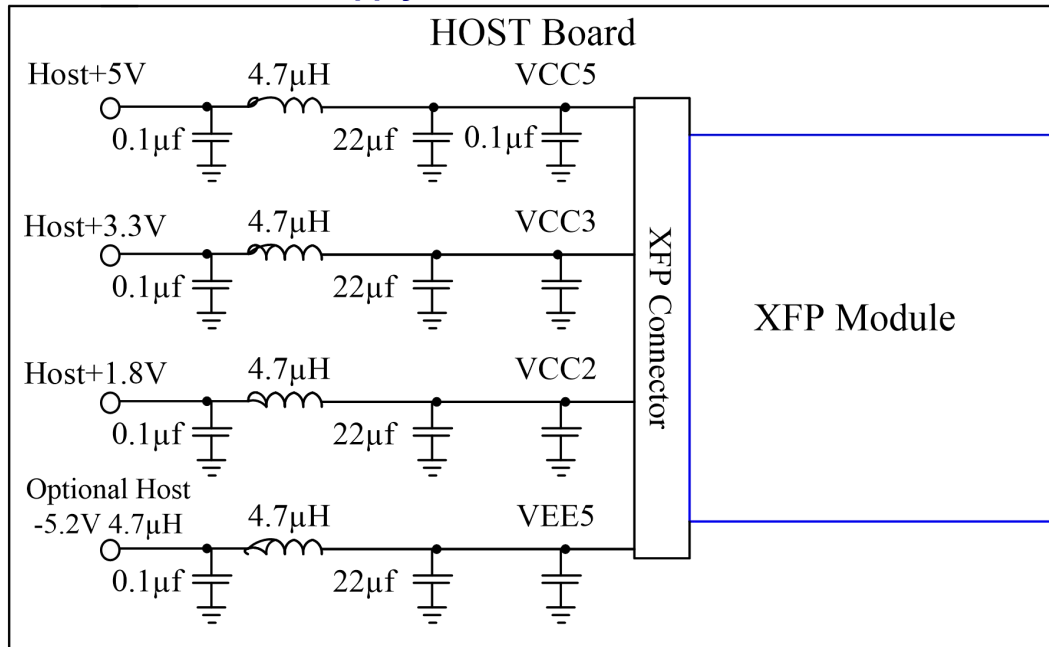 HOST Board
Host+5V
4.7µH
VCC5
0.1µf
22µf
0.1µf
Host+3.3V
4.7µH
VCC3
0.1µf
22µf
Host+1.8V
4.7µH
VCC2
0.1µf
22µf
Optional Host
-5.2V 4.7µH
4.7µH
VEE5
0.1µf
22µf
XFP Connector
XFP Module